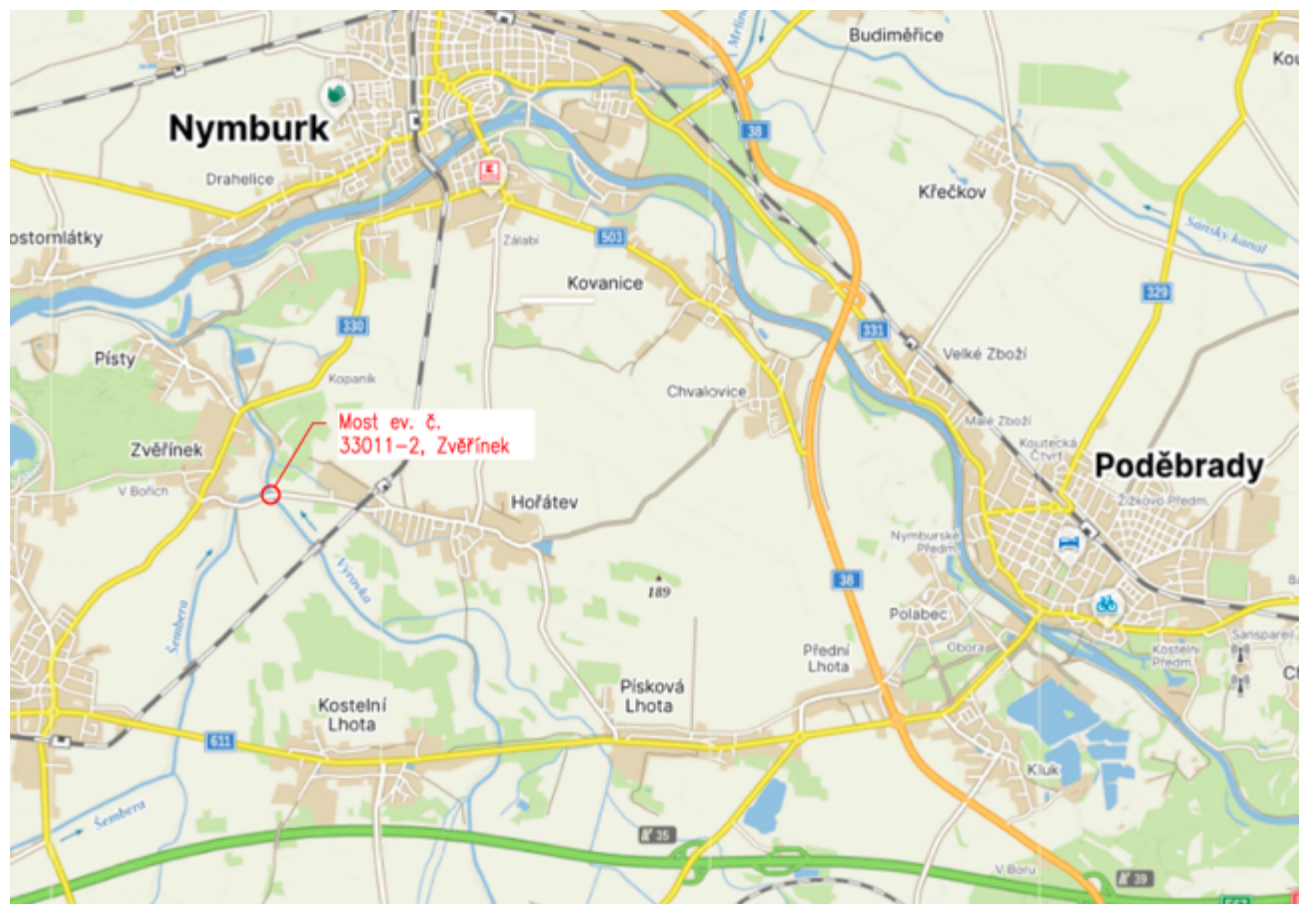 Mrlina
Budiměřice
Kou
Nymburk
38
Drahelice
Křečkov
ostomlátky
Zálabí
503
Sánský kanál
Kovanice
329
330
331
Písty
Velké Zboží
Kopaník
Chvalovice
Most ev. č.
33011-2, Zvěřínek
Malé Zboží
Koutecká
Čtvrť
Zvěřínek
Poděbrady
V Bořích
Hořátev
Žižkovo Předm.
Nymburské
Předm.
Výrovka
38
189
Šembera
Polabec
Přední
Lhota
Obora
Kostelní
Předm.
Sanspareil
Písková
Lhota
Kostelní
Lhota
611
Kluk
Šembera
35
V Boru
39
E67